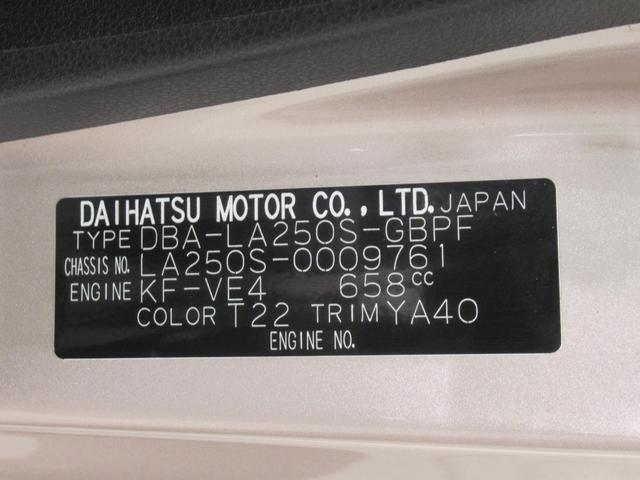 DAIHATSU MOTOR CO., LTD. JAPAN
TYPE DBA-LA250S-GBPF
CHASSIS NO. LA250S-0009761
ENGINE KF-VE4 658cc
COLOR T22 TRIM YA40
ENGINE NO.